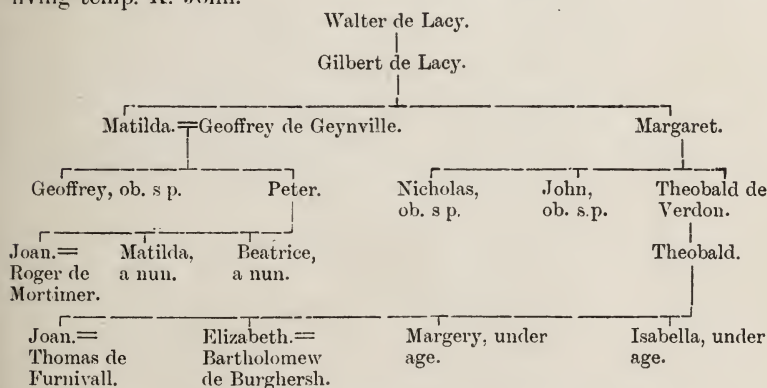 living temp. K. John.
Walter de Lacy.
Gilbert de Lacy.
Matilda.=Geoffrey de Geynville. Margaret.
Geoffrey, ob. s p. Peter. Nicholas, John, Theobald de
ob. s p. ob. s.p. Verdon.
Joan.= Matilda, Beatrice, Theobald.
Roger de a nun. a nun.
Mortimer.
Joan.= Elizabeth.= Margery, under Isabella, under
Thomas de Bartholomew age. age.
Furnivall. de Burghersh.